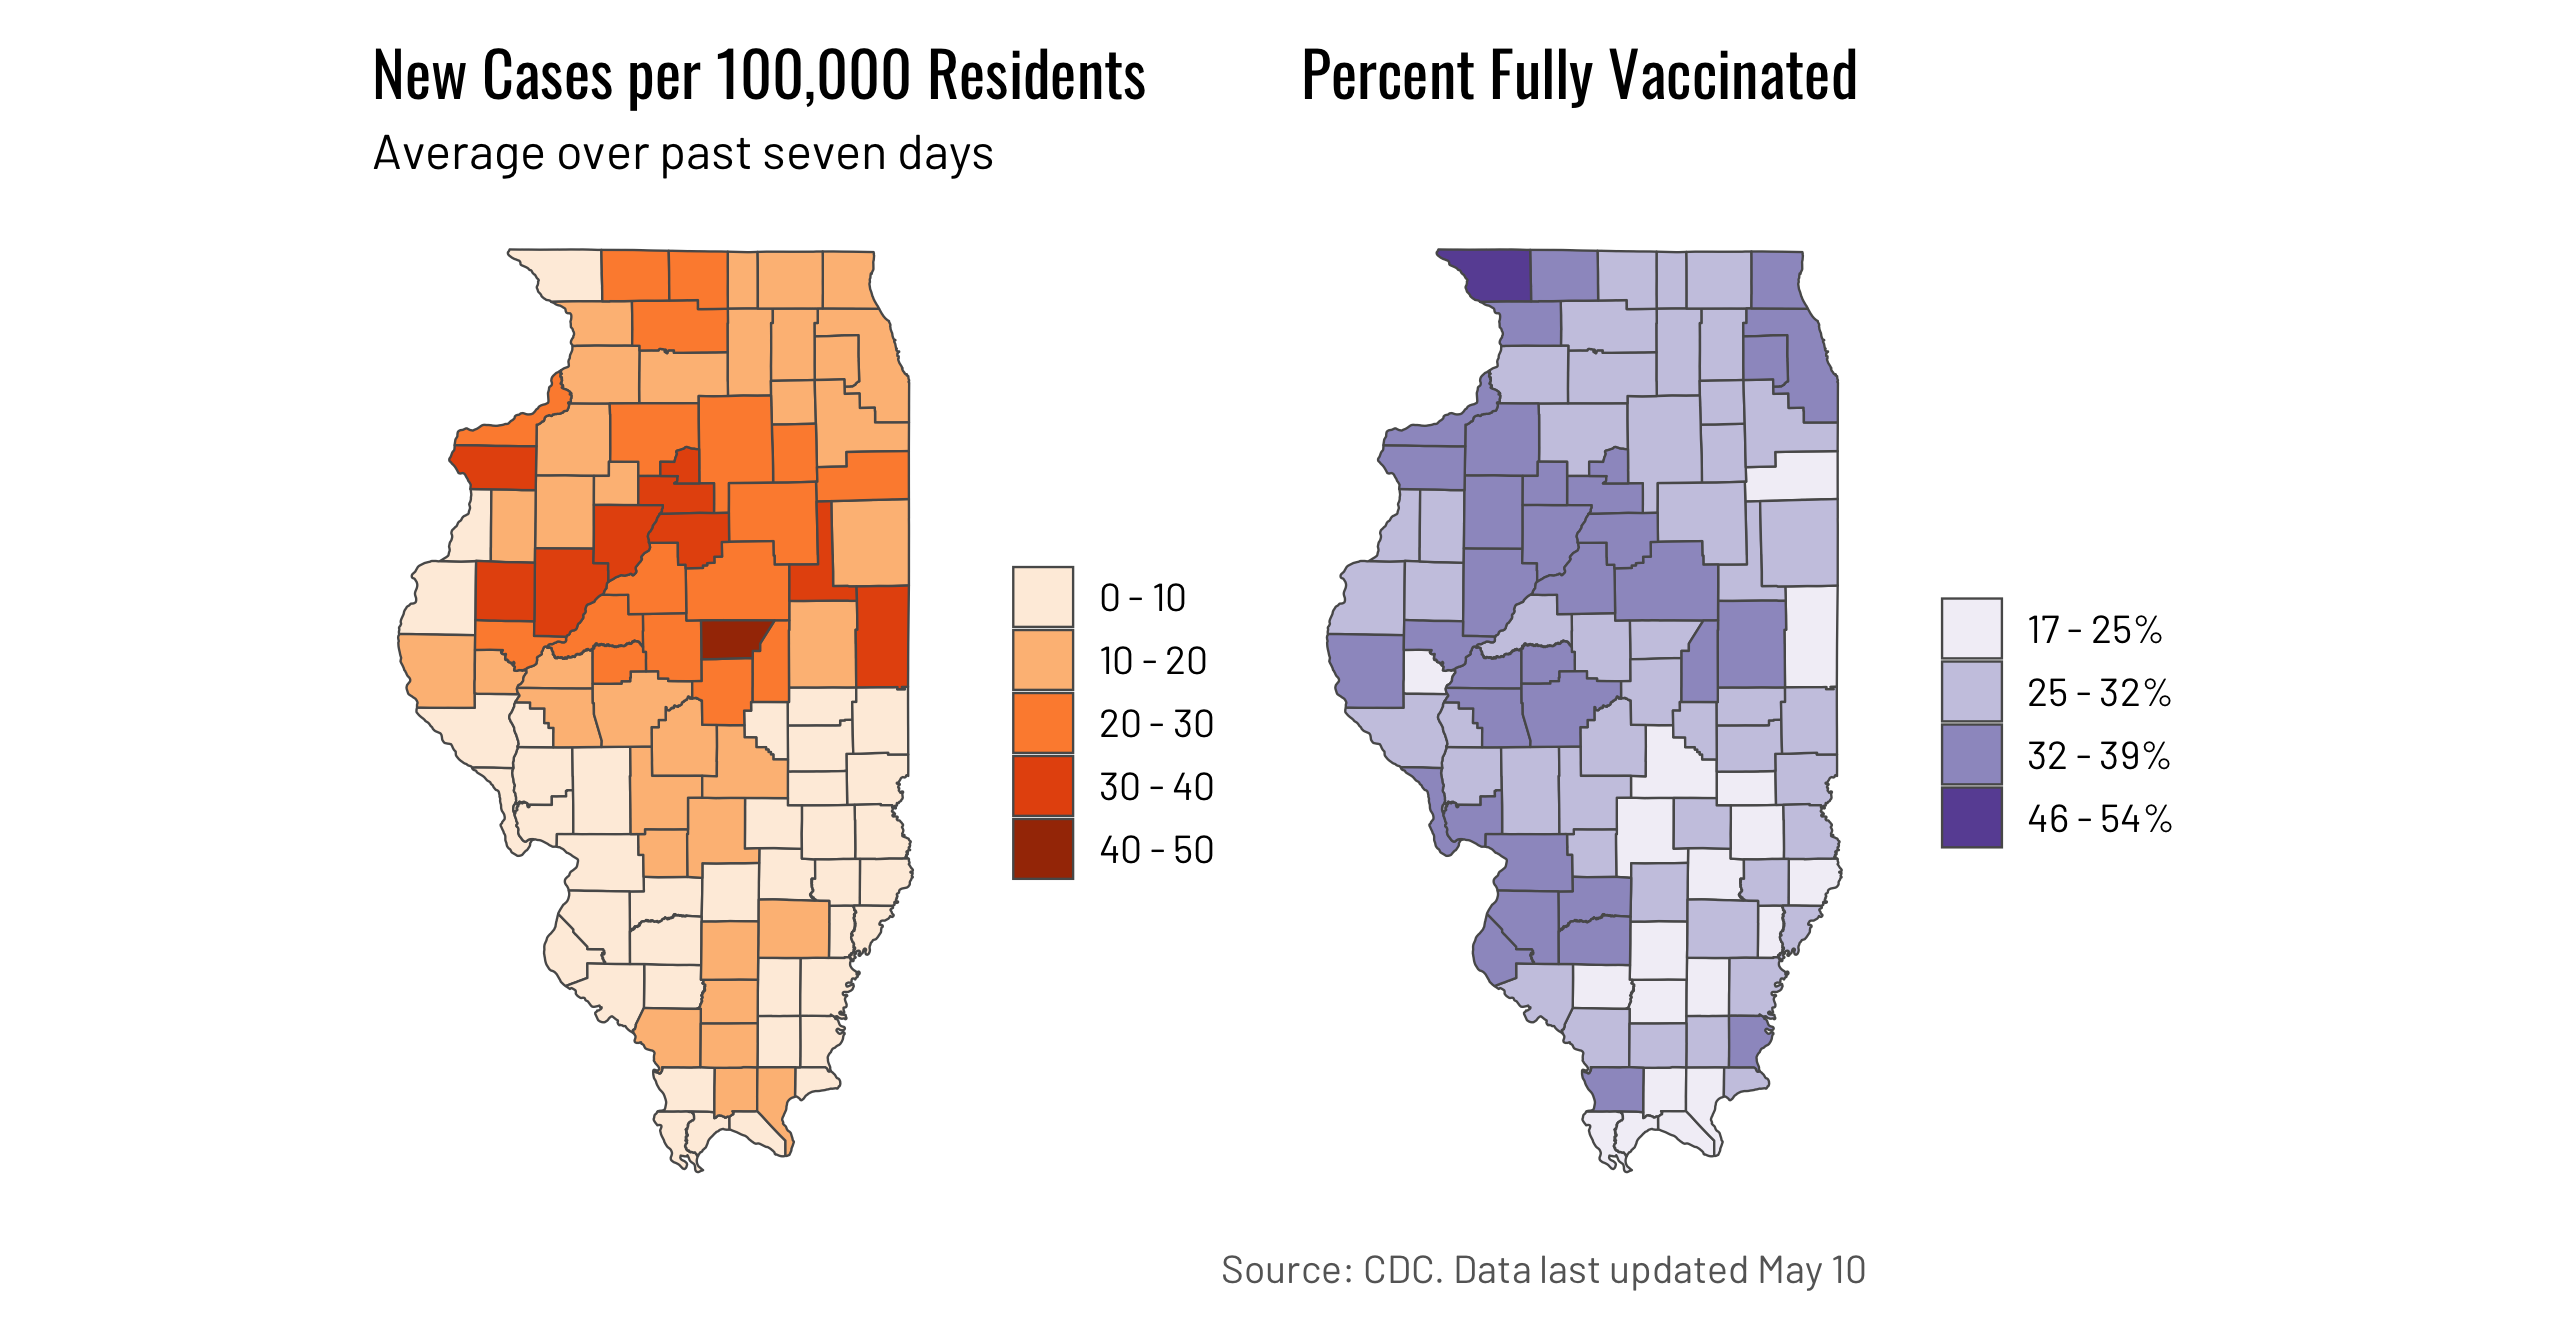 New Cases per 100,000 Residents
Average over past seven days
0 - 10
10 - 20
20 - 30
30 - 40
40 - 50
Percent Fully Vaccinated
17 - 25%
25 - 32%
32 - 39%
46 - 54%
Source: CDC. Data last updated May 10